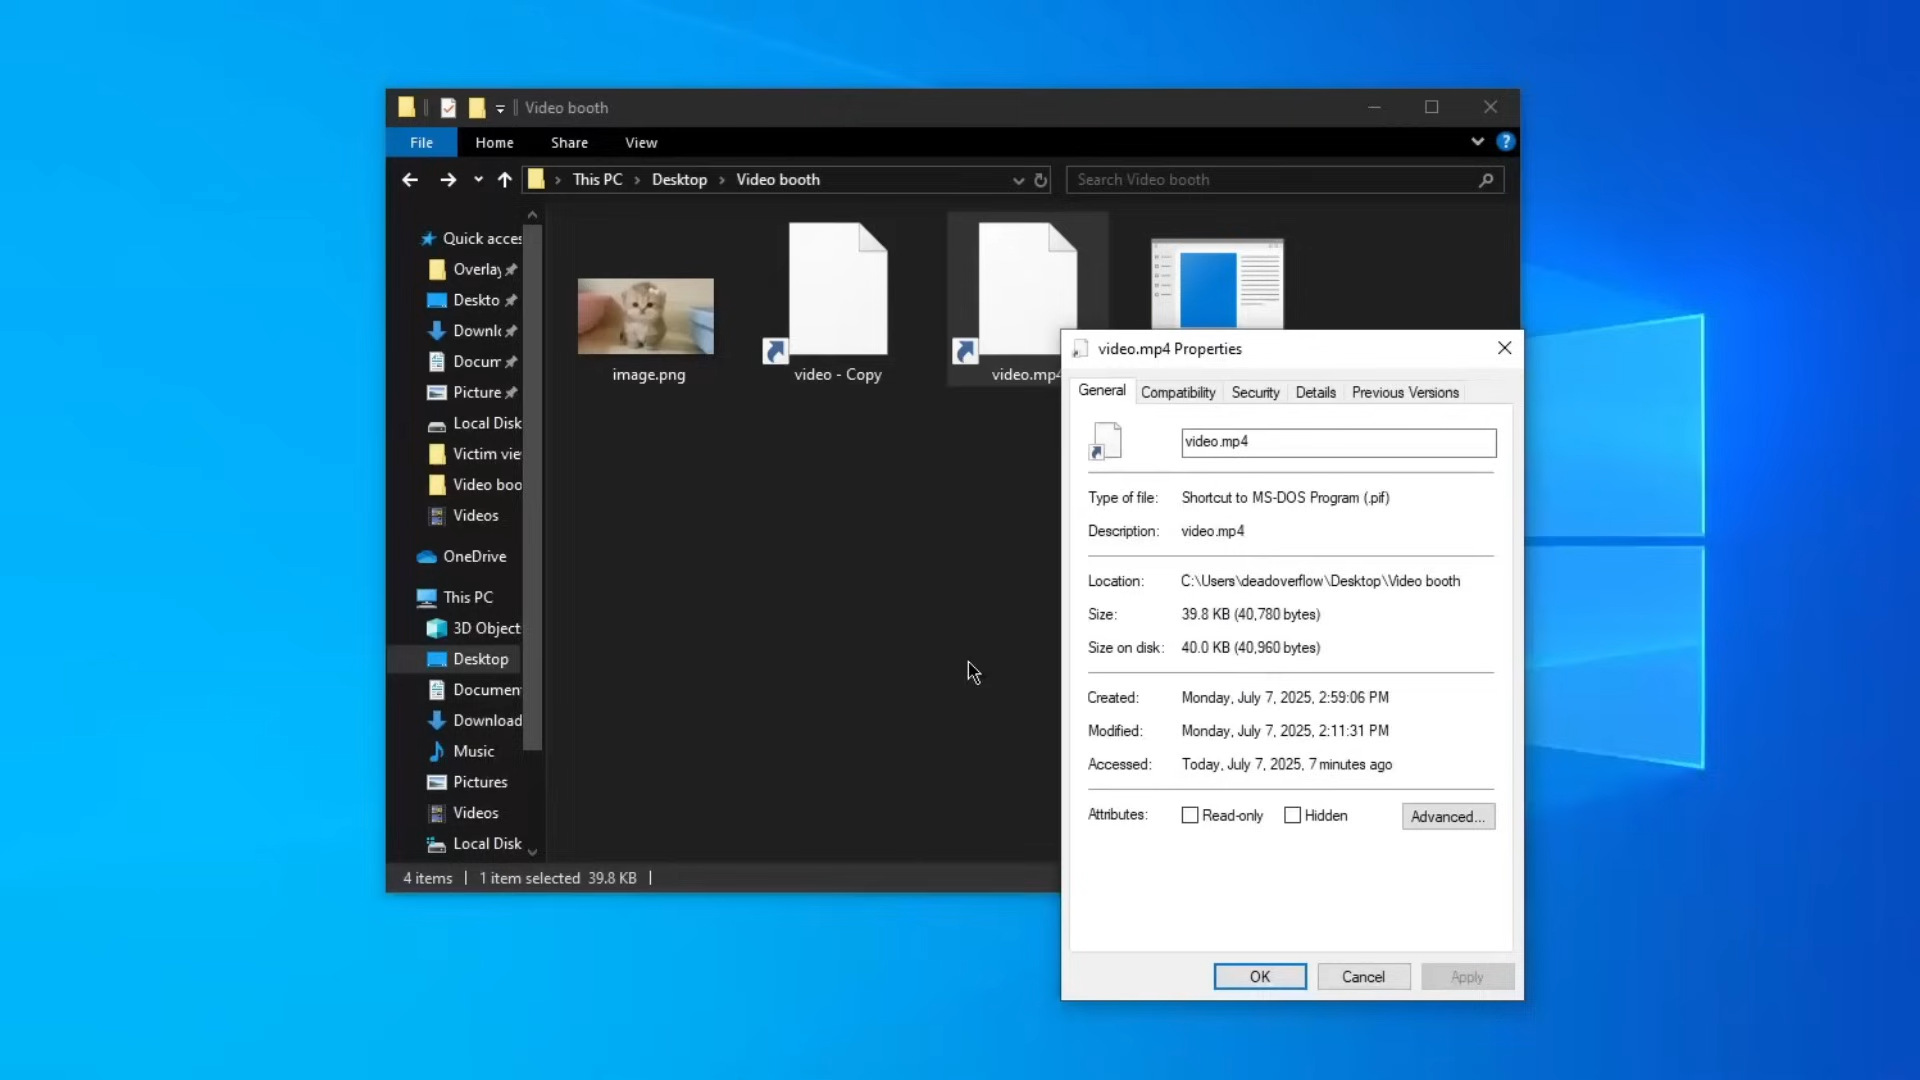 Video booth
File Home Share View
This PC Desktop Video booth
Search Video booth
Quick acces
Overlay
Deskto
Downlo
Docum
Picture
Local Disk
Victim vie
Video boo
Videos
OneDrive
This PC
3D Object
Desktop
Documen
Download
Music
Pictures
Videos
Local Disk
image.png
video - Copy
video.mp4
4 items 1 item selected 39.8 KB
video.mp4 Properties
General Compatibility Security Details Previous Versions
video.mp4
Type of file: Shortcut to MS-DOS Program (.pif)
Description: video.mp4
Location: C:\Users\deadoverflow\Desktop\Video booth
Size: 39.8 KB (40,780 bytes)
Size on disk: 40.0 KB (40,960 bytes)
Created: Monday, July 7, 2025, 2:59:06 PM
Modified: Monday, July 7, 2025, 2:11:31 PM
Accessed: Today, July 7, 2025, 7 minutes ago
Attributes: Read-only Hidden Advanced...
OK Cancel Apply